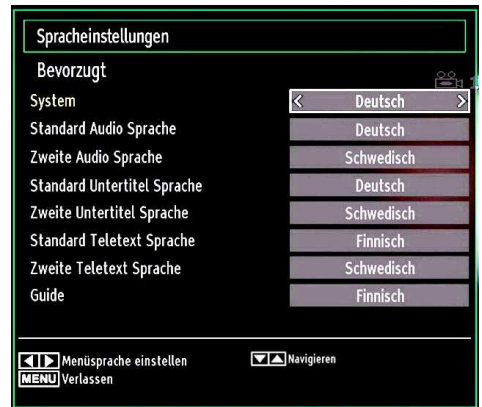 Spracheinstellungen
Bevorzugt
System < Deutsch >
Standard Audio Sprache Deutsch
Zweite Audio Sprache Schwedisch
Standard Untertitel Sprache Deutsch
Zweite Untertitel Sprache Schwedisch
Standard Teletext Sprache Finnisch
Zweite Teletext Sprache Schwedisch
Guide Finnisch
Menüsprache einstellen Navigieren
MENU Verlassen